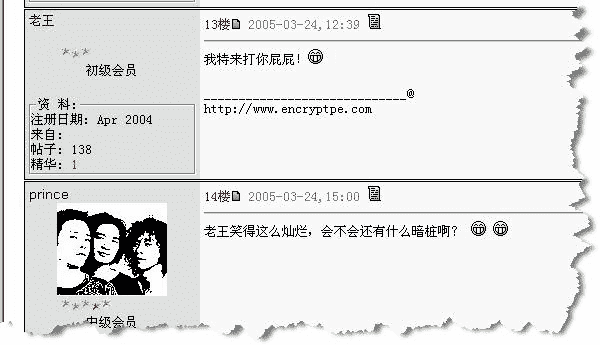 老王
初级会员
资 料:
注册日期: Apr 2004
来自:
帖子: 138
精华: 1
13楼 2005-03-24,12:39
我特来打你屁屁!
______________________________@
http://www.encryptpe.com
prince
中级会员
14楼 2005-03-24,15:00
老王笑得这么灿烂，会不会还有什么暗桩啊？